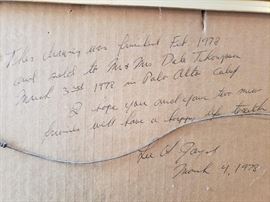 This drawing was finished Feb 1978
and sold to Mr & Mrs Dale Thompson
March 3rd 1978 in Palo Alto Calif
I hope you and your two new
will have a happy life together
Lee A
March 4, 1978